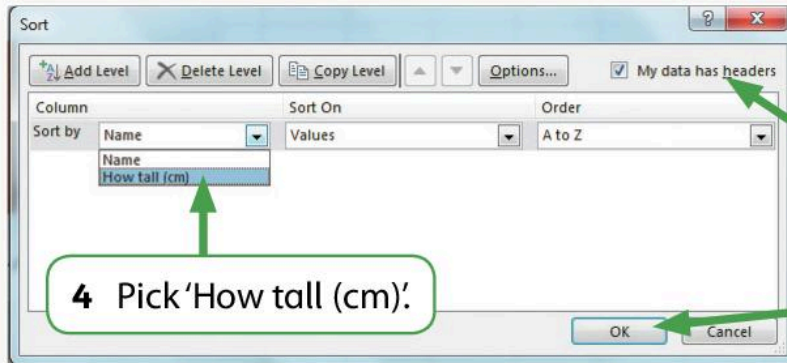 Sort
Add Level Delete Level Copy Level Options... My data has headers
Column Sort On Order
Sort by Name Values A to Z
Name
How tall (cm)
4 Pick 'How tall (cm)'.
OK Cancel